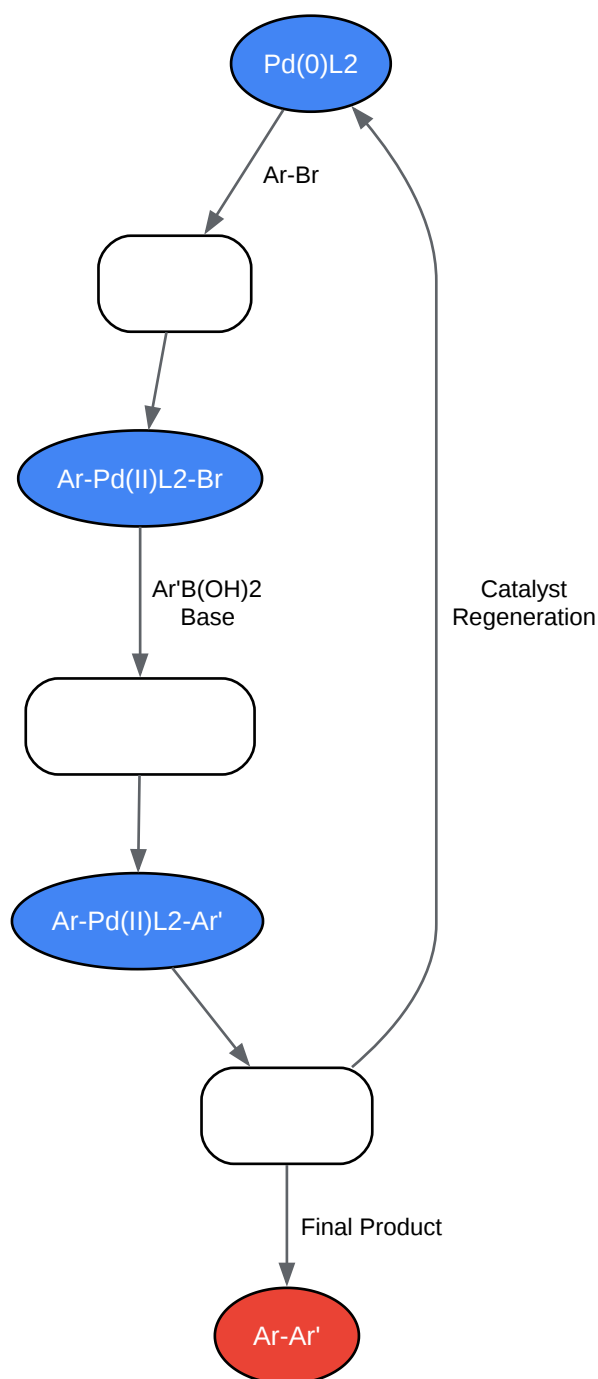 Pd(0)L2
Ar-Br
Ar-Pd(II)L2-Br
Ar'B(OH)2
Base
Catalyst
Regeneration
Ar-Pd(II)L2-Ar'
Final Product
Ar-Ar'